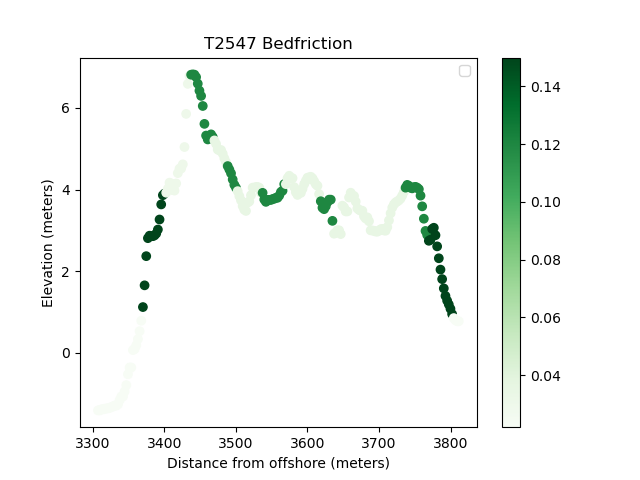 T2547 Bedfriction
Elevation (meters)
6
4
2
0
3300 3400 3500 3600 3700 3800
Distance from offshore (meters)
0.14
0.12
0.10
0.08
0.06
0.04